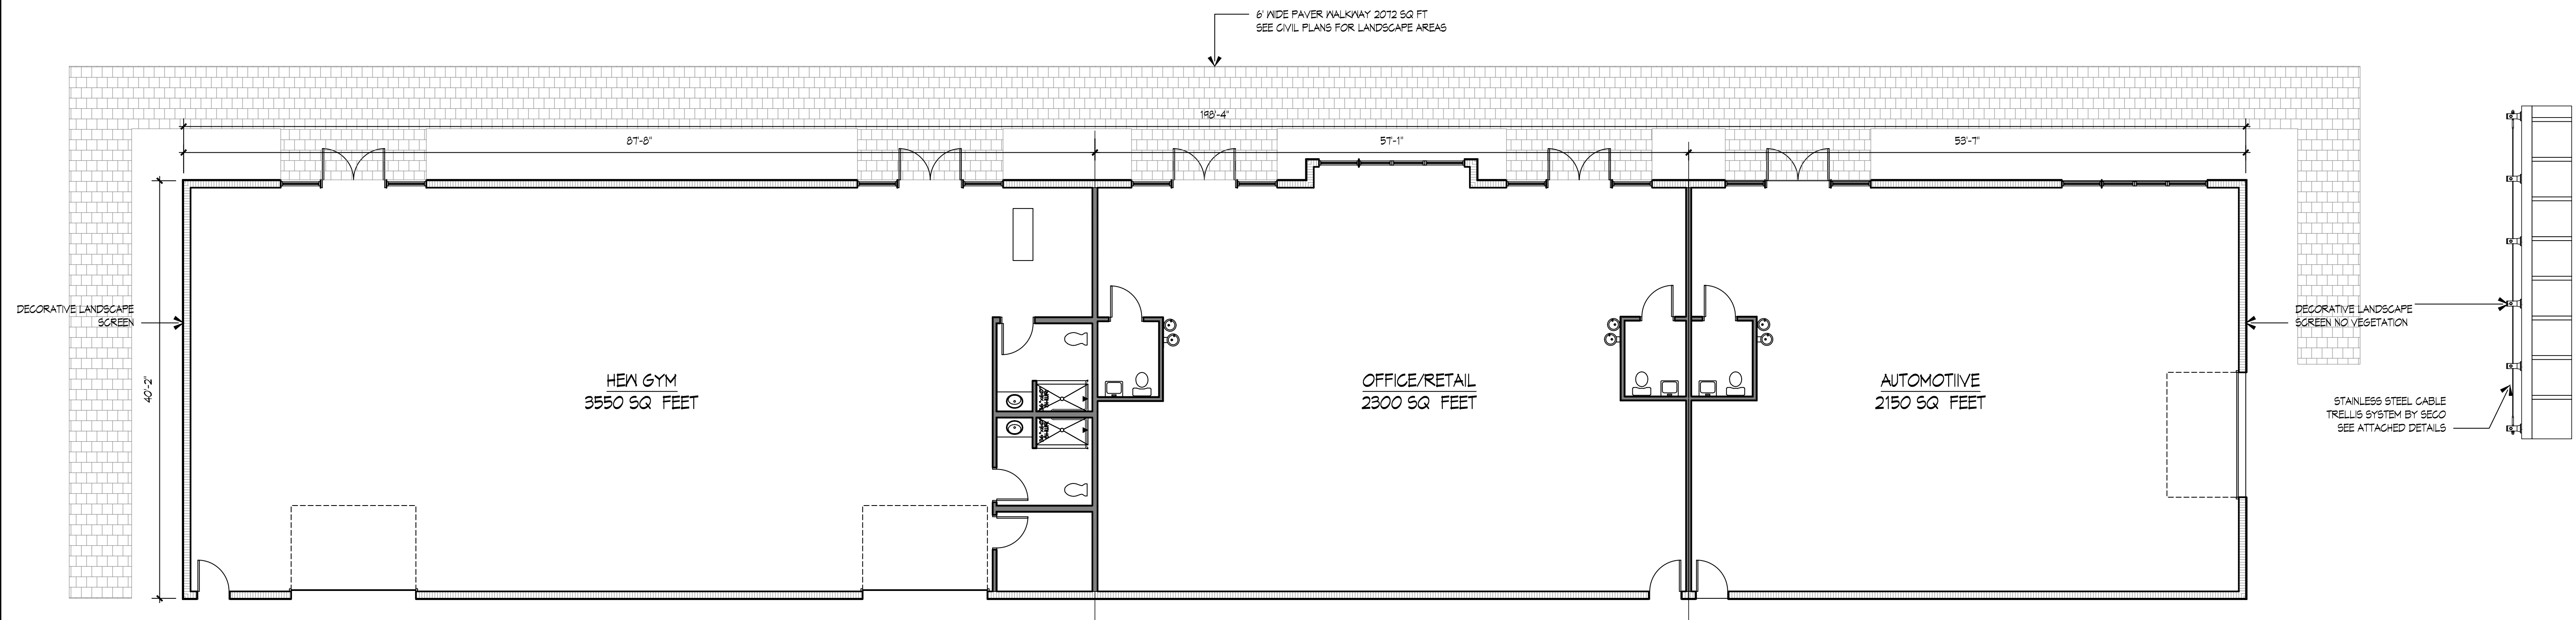 6' WIDE PAVER WALKWAY 2072 SQ FT
SEE CIVIL PLANS FOR LANDSCAPE AREAS
198'-4"
87'-8"
57'-1"
53'-7"
DECORATIVE LANDSCAPE
SCREEN
40'-2"
HEW GYM
3550 SQ FEET
OFFICE/RETAIL
2300 SQ FEET
AUTOMOTIIVE
2150 SQ FEET
DECORATIVE LANDSCAPE
SCREEN NO VEGETATION
STAINLESS STEEL CABLE
TRELLIS SYSTEM BY SECO
SEE ATTACHED DETAILS